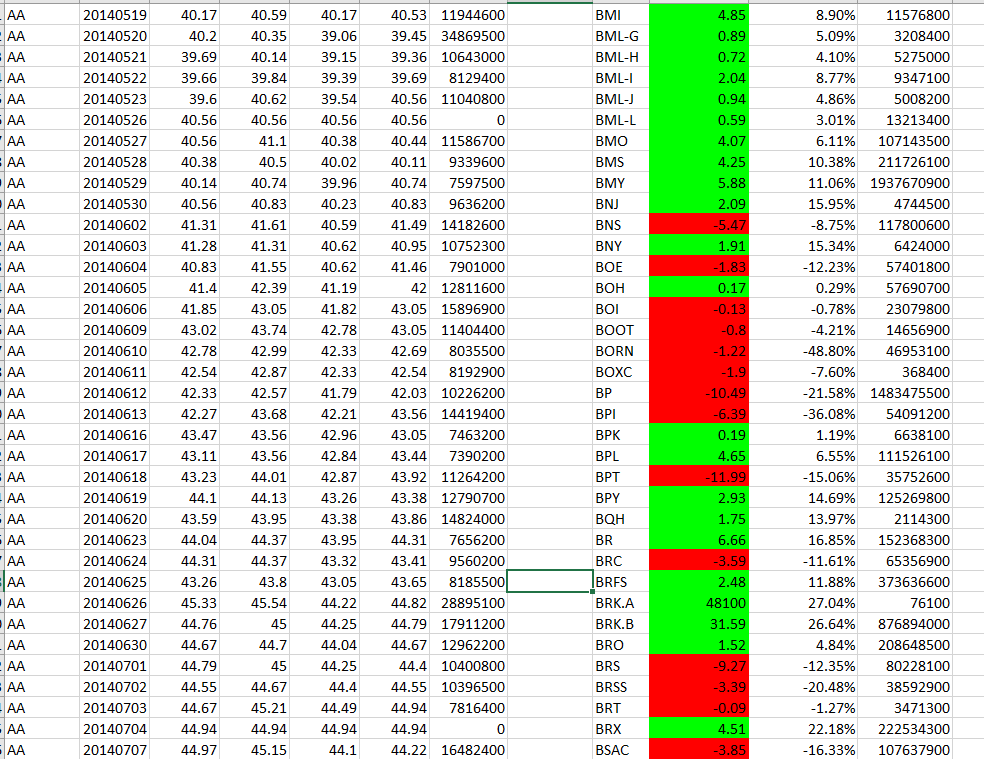 AA 20140519 40.17 40.59 40.17 40.53 11944600 BMI 4.85 8.90% 11576800
AA 20140520 40.2 40.35 39.06 39.45 34869500 BML-G 0.89 5.09% 3208400
AA 20140521 39.69 40.14 39.15 39.36 10643000 BML-H 0.72 4.10% 5275000
AA 20140522 39.66 39.84 39.39 39.69 8129400 BML-I 2.04 8.77% 9347100
AA 20140523 39.6 40.62 39.54 40.56 11040800 BML-J 0.94 4.86% 5008200
AA 20140526 40.56 40.56 40.56 40.56 0 BML-L 0.59 3.01% 13213400
AA 20140527 40.56 41.1 40.38 40.44 11586700 BMO 4.07 6.11% 107143500
AA 20140528 40.38 40.5 40.02 40.11 9339600 BMS 4.25 10.38% 211726100
AA 20140529 40.14 40.74 39.96 40.74 7597500 BMY 5.88 11.06% 1937670900
AA 20140530 40.56 40.83 40.23 40.83 9636200 BNJ 2.09 15.95% 4744500
AA 20140602 41.31 41.61 40.59 41.49 14182600 BNS -5.47 -8.75% 117800600
AA 20140603 41.28 41.31 40.62 40.95 10752300 BNY 1.91 15.34% 6424000
AA 20140604 40.83 41.55 40.62 41.46 7901000 BOE -1.83 -12.23% 57401800
AA 20140605 41.4 42.39 41.19 42 12811600 BOH 0.17 0.29% 57690700
AA 20140606 41.85 43.05 41.82 43.05 15896900 BOI -0.13 -0.78% 23079800
AA 20140609 43.02 43.74 42.78 43.05 11404400 BOOT -0.8 -4.21% 14656900
AA 20140610 42.78 42.99 42.33 42.69 8035500 BORN -1.22 -48.80% 46953100
AA 20140611 42.54 42.87 42.33 42.54 8192900 BOXC -1.9 -7.60% 368400
AA 20140612 42.33 42.57 41.79 42.03 10226200 BP -10.49 -21.58% 1483475500
AA 20140613 42.27 43.68 42.21 43.56 14419400 BPI -6.39 -36.08% 54091200
AA 20140616 43.47 43.56 42.96 43.05 7463200 BPK 0.19 1.19% 6638100
AA 20140617 43.11 43.56 42.84 43.44 7390200 BPL 4.65 6.55% 111526100
AA 20140618 43.23 44.01 42.87 43.92 11264200 BPT -11.99 -15.06% 35752600
AA 20140619 44.1 44.13 43.26 43.38 12790700 BPY 2.93 14.69% 125269800
AA 20140620 43.59 43.95 43.38 43.86 14824000 BQH 1.75 13.97% 2114300
AA 20140623 44.04 44.37 43.95 44.31 7656200 BR 6.66 16.85% 152368300
AA 20140624 44.31 44.37 43.32 43.41 9560200 BRC -3.59 -11.61% 65356900
AA 20140625 43.26 43.8 43.05 43.65 8185500 BRFS 2.48 11.88% 373636600
AA 20140626 45.33 45.54 44.22 44.82 28895100 BRK.A 48100 27.04% 76100
AA 20140627 44.76 45 44.25 44.79 17911200 BRK.B 31.59 26.64% 876894000
AA 20140630 44.67 44.7 44.04 44.67 12962200 BRO 1.52 4.84% 208648500
AA 20140701 44.79 45 44.25 44.4 10400800 BRS -9.27 -12.35% 80228100
AA 20140702 44.55 44.67 44.4 44.55 10396500 BRSS -3.39 -20.48% 38592900
AA 20140703 44.67 45.21 44.49 44.94 7816400 BRT -0.09 -1.27% 3471300
AA 20140704 44.94 44.94 44.94 44.94 0 BRX 4.51 22.18% 222534300
AA 20140707 44.97 45.15 44.1 44.22 16482400 BSAC -3.85 -16.33% 107637900